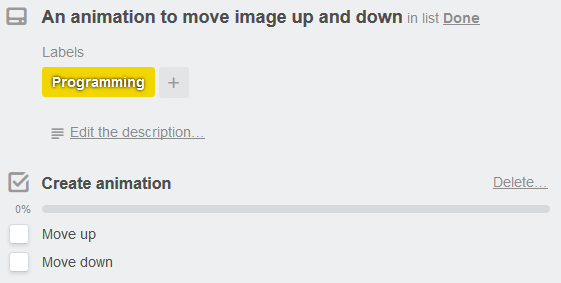 An animation to move image up and down in list Done
Labels
Programming +
Edit the description...
Create animation Delete...
0%
Move up
Move down